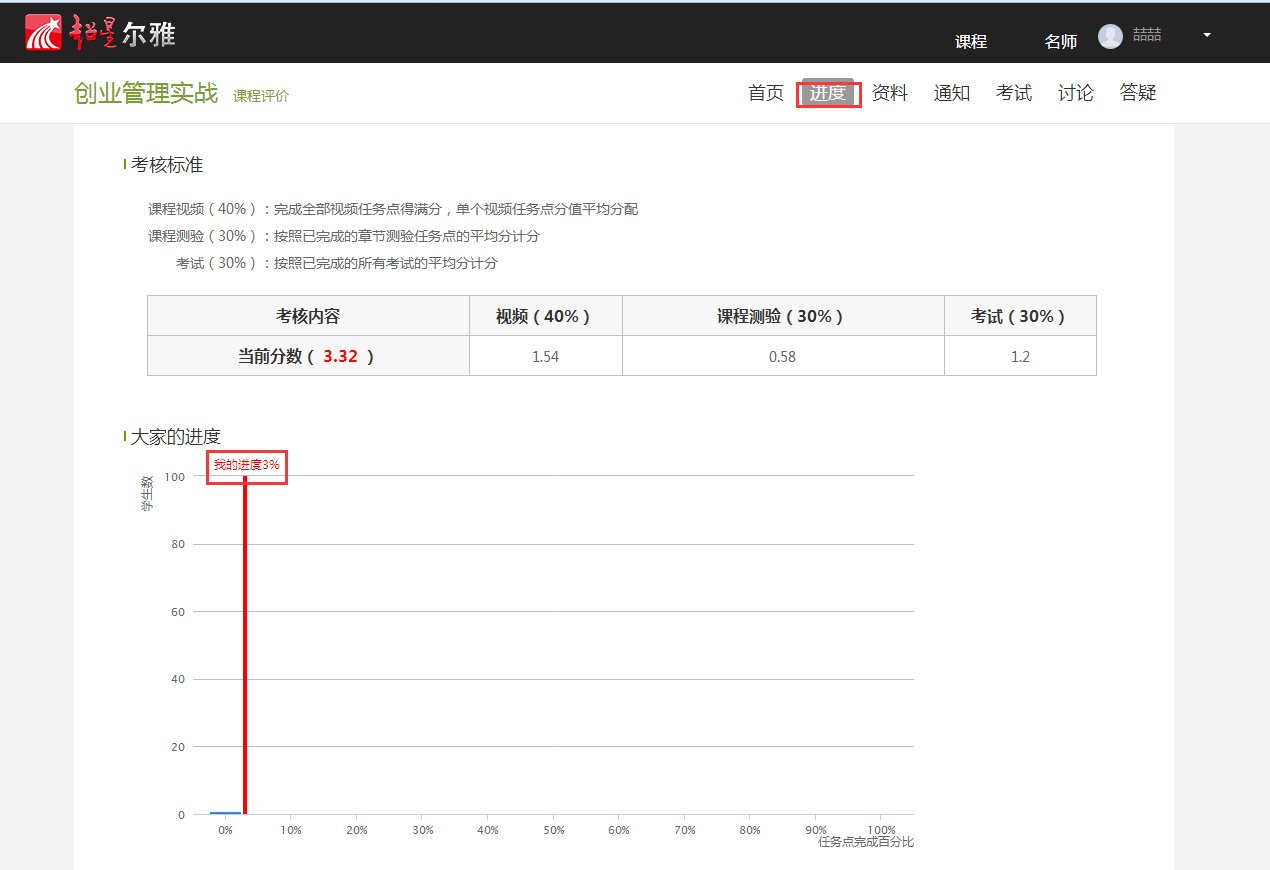 超星尔雅
课程 名师 喆喆
创业管理实战 课程评价
首页 进度 资料 通知 考试 讨论 答疑
考核标准
课程视频（40%）：完成全部视频任务点得满分，单个视频任务点分值平均分配
课程测验（30%）：按照已完成的章节测验任务点的平均分计分
考试（30%）：按照已完成的所有考试的平均分计分
考核内容 视频（40%） 课程测验（30%） 考试（30%）
当前分数（ 3.32 ） 1.54 0.58 1.2
大家的进度
我的进度3%
学生数
100
80
60
40
20
0
0% 10% 20% 30% 40% 50% 60% 70% 80% 90% 100%
任务点完成百分比